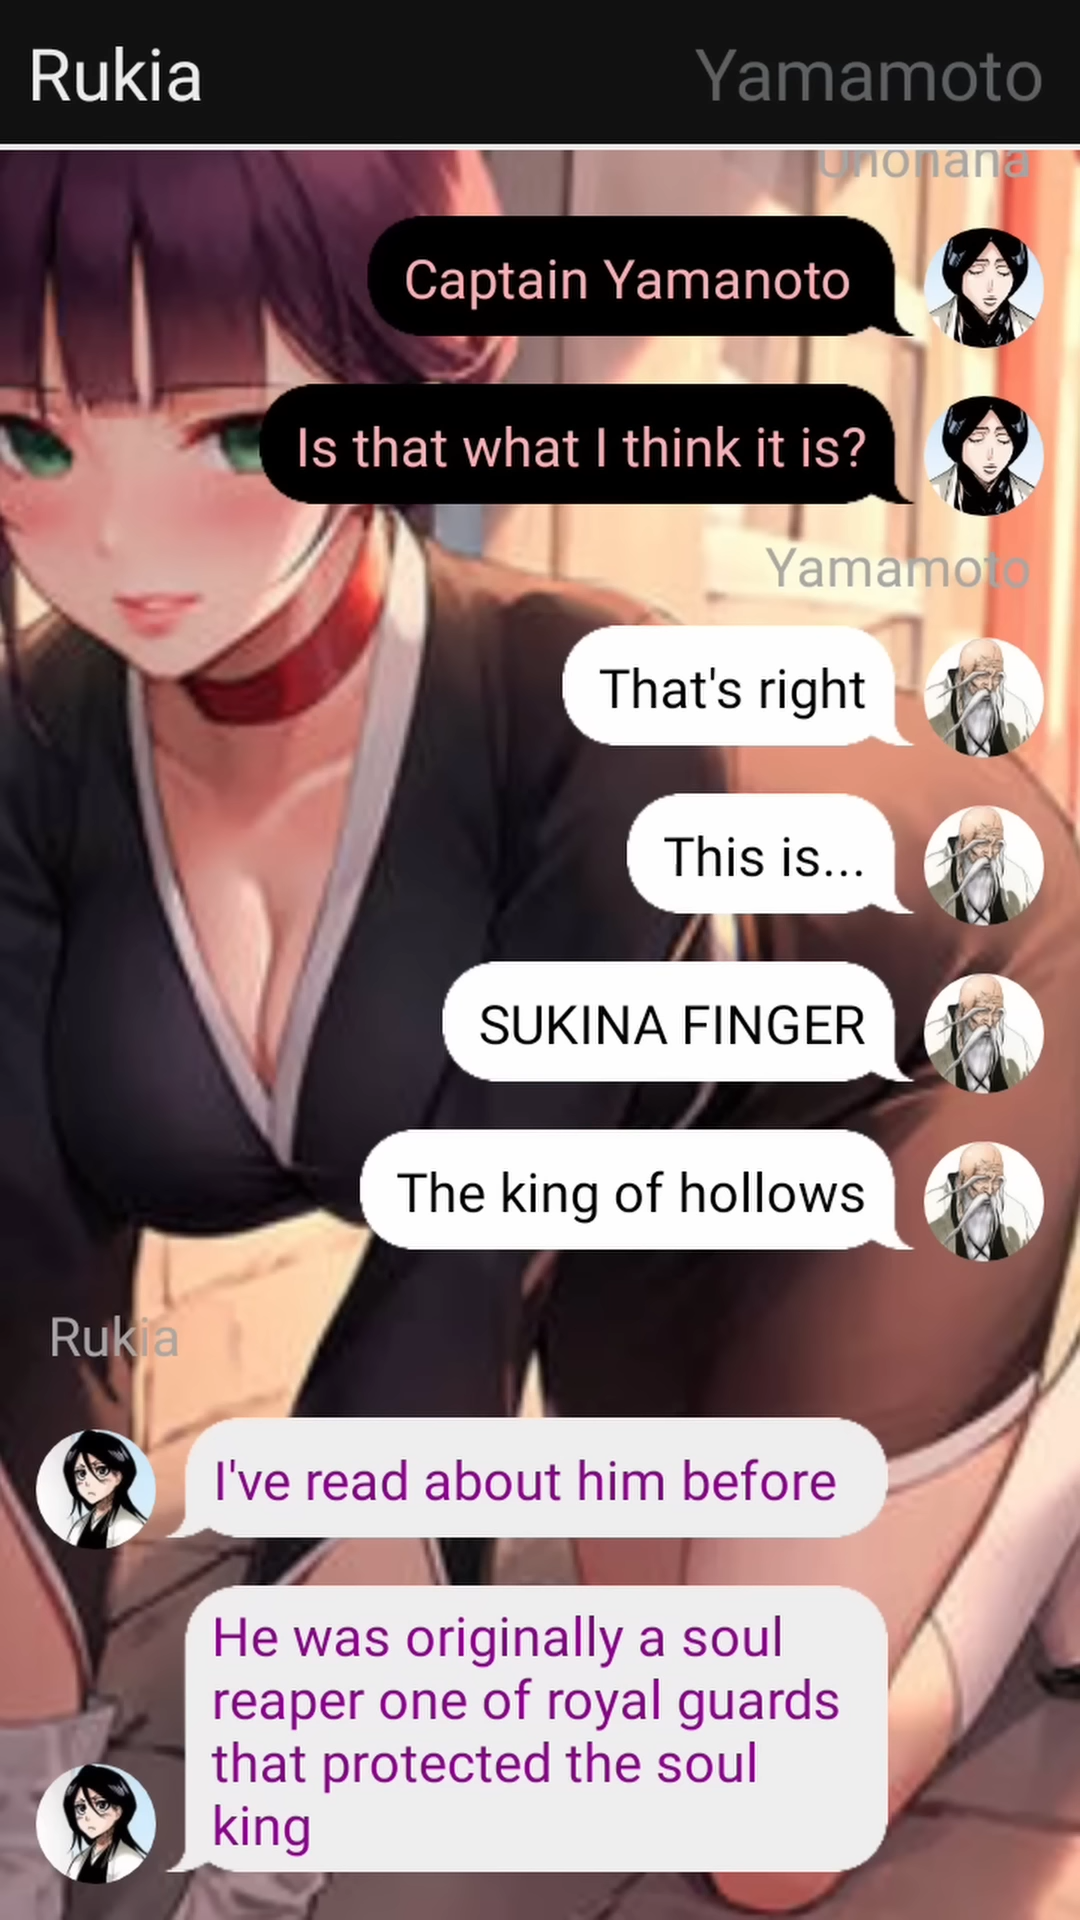 Rukia
Yamamoto
Unohana
Captain Yamanoto
Is that what I think it is?
Yamamoto
That's right
This is...
SUKINA FINGER
The king of hollows
Rukia
I've read about him before
He was originally a soul
reaper one of royal guards
that protected the soul
king